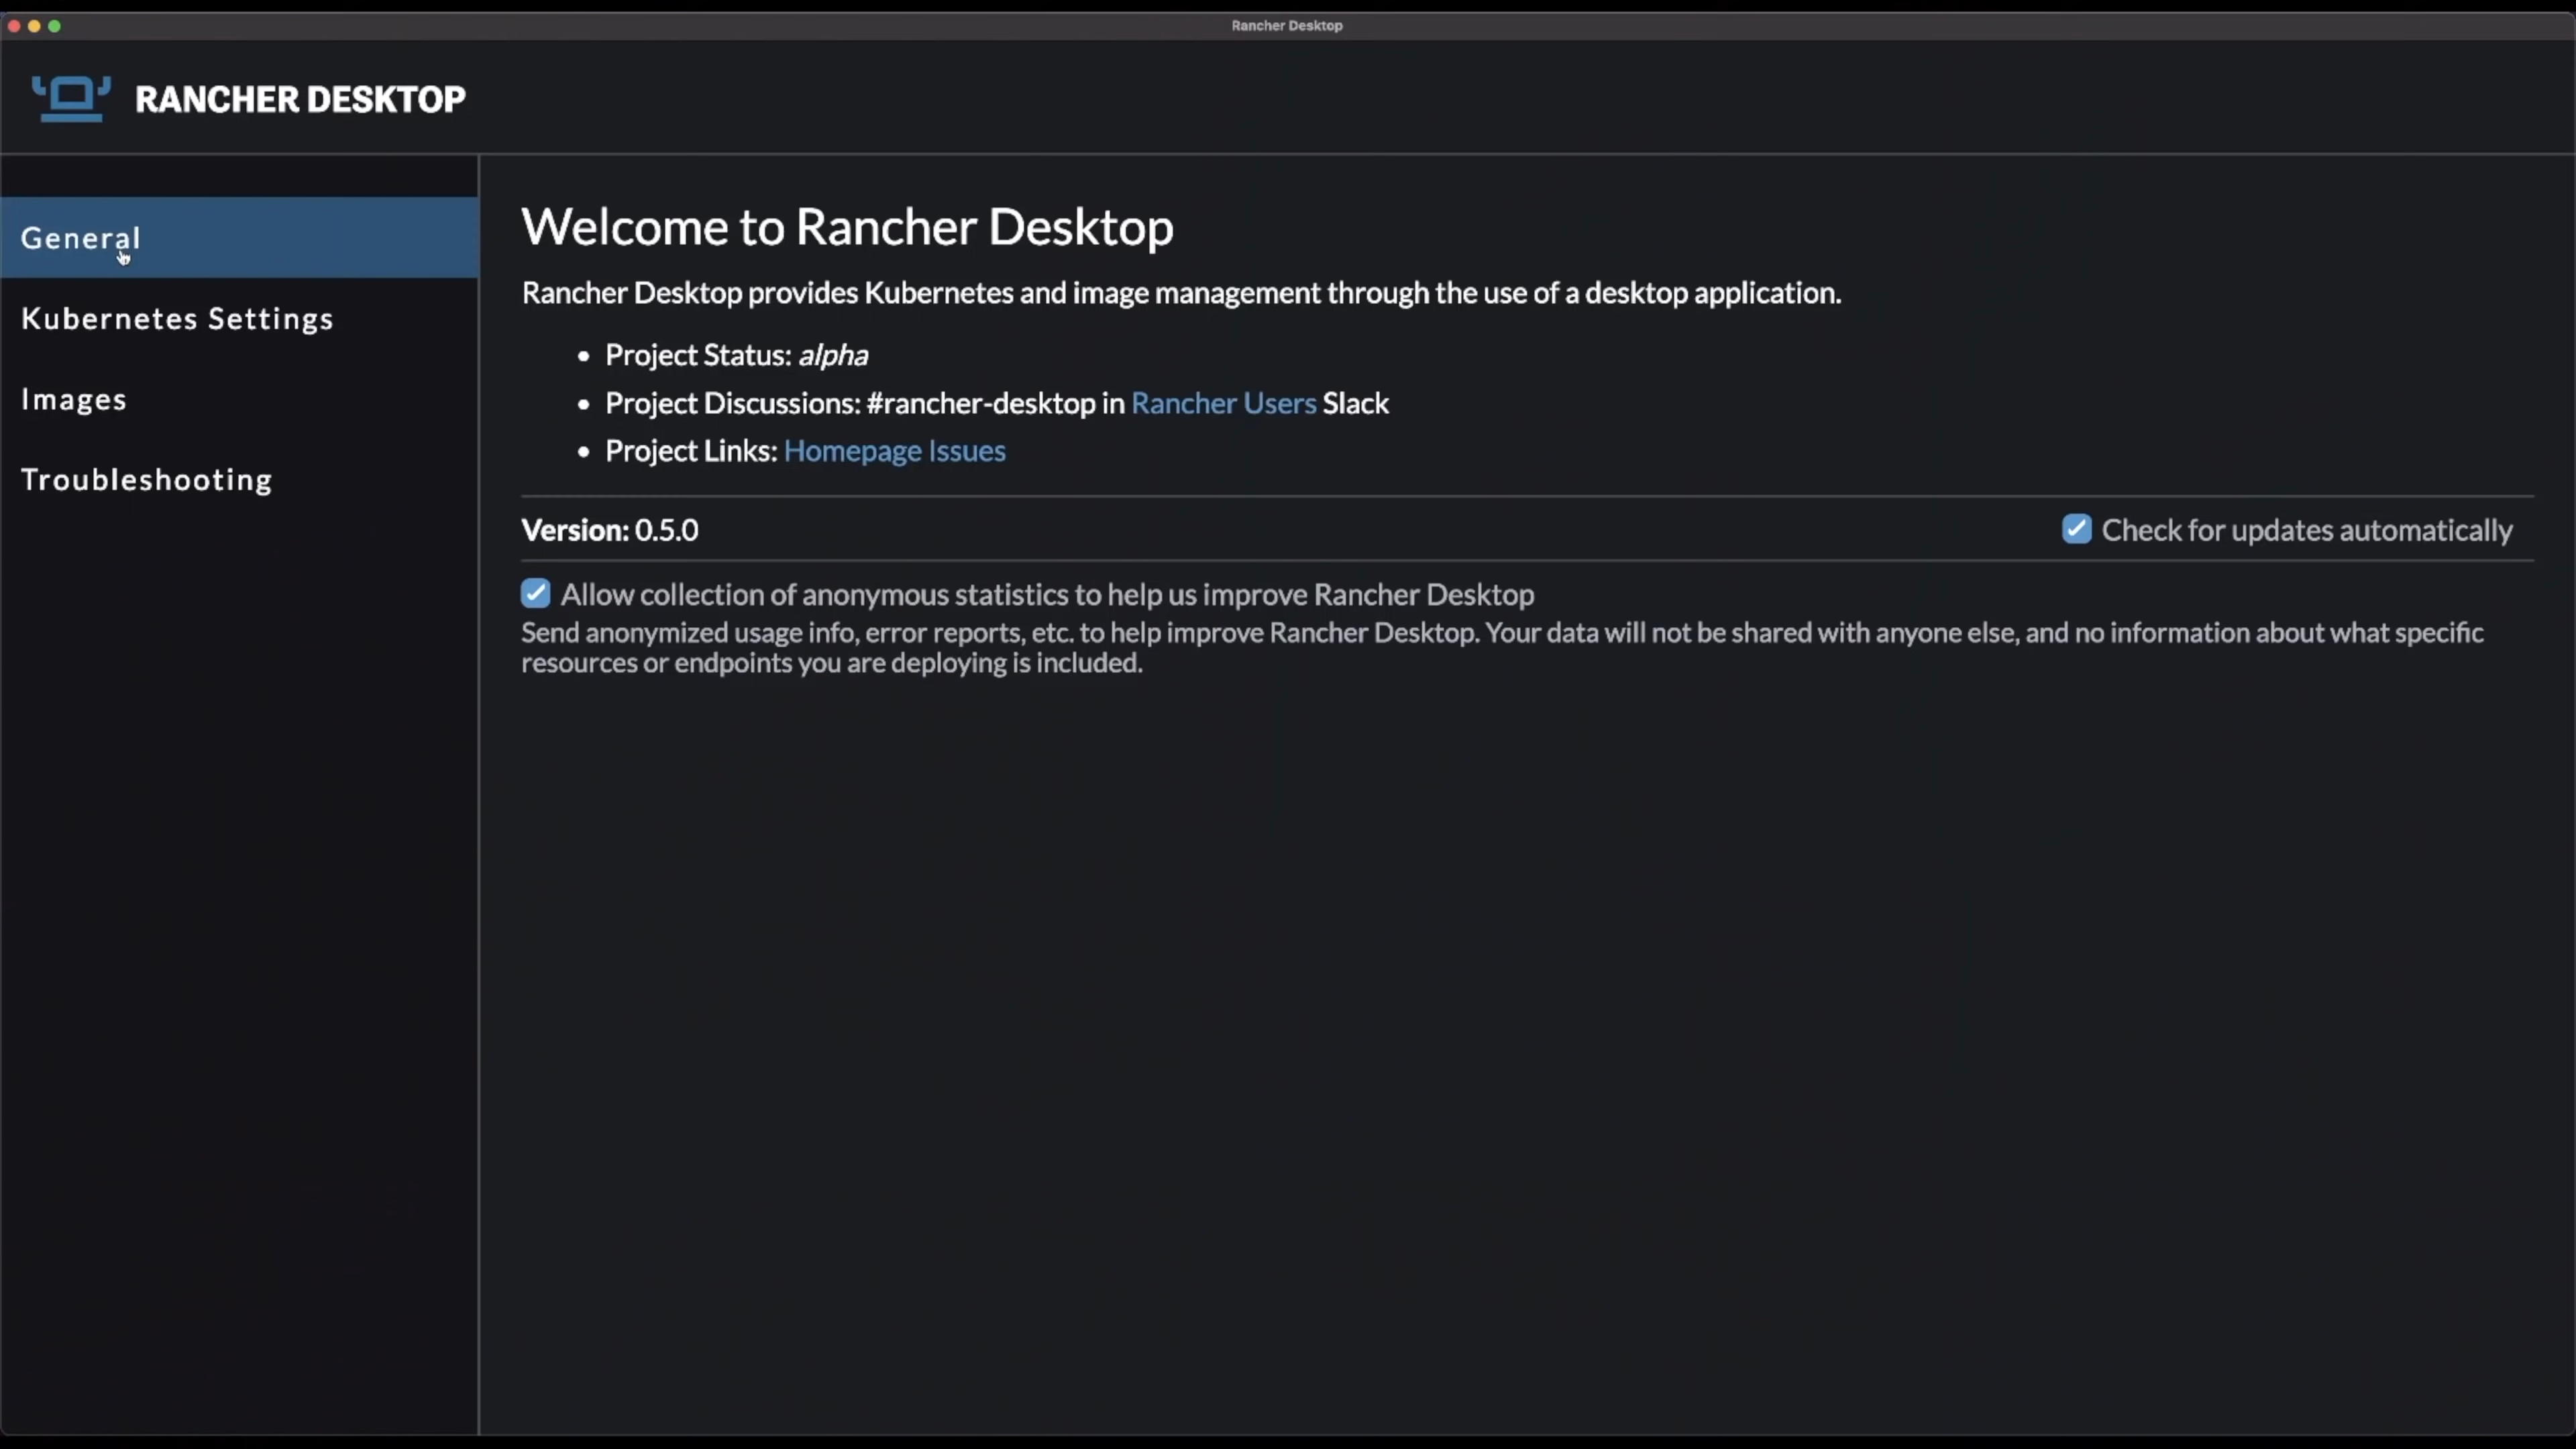 Rancher Desktop
RANCHER DESKTOP
General
Kubernetes Settings
Images
Troubleshooting
Welcome to Rancher Desktop
Rancher Desktop provides Kubernetes and image management through the use of a desktop application.
• Project Status: alpha
• Project Discussions: #rancher-desktop in Rancher Users Slack
• Project Links: Homepage Issues
Version: 0.5.0
Check for updates automatically
Allow collection of anonymous statistics to help us improve Rancher Desktop
Send anonymized usage info, error reports, etc. to help improve Rancher Desktop. Your data will not be shared with anyone else, and no information about what specific
resources or endpoints you are deploying is included.